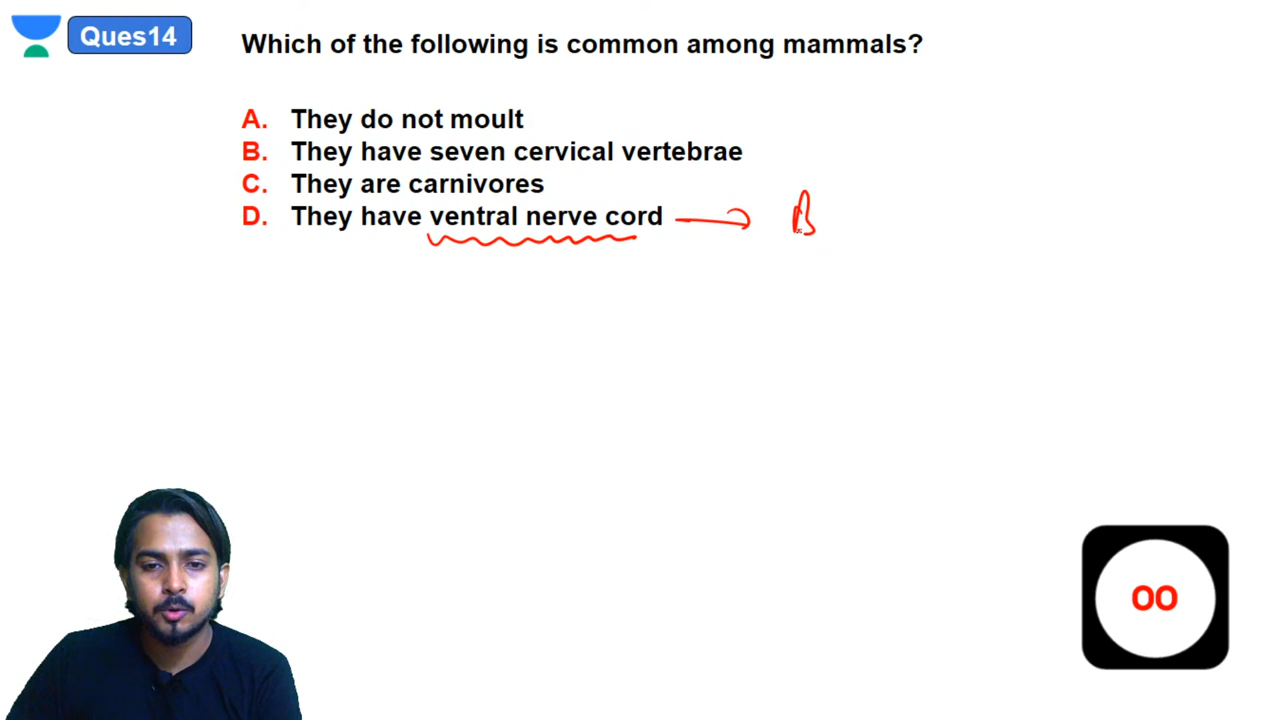 Ques14
Which of the following is common among mammals?
A. They do not moult
B. They have seven cervical vertebrae
C. They are carnivores
D. They have ventral nerve cord
00